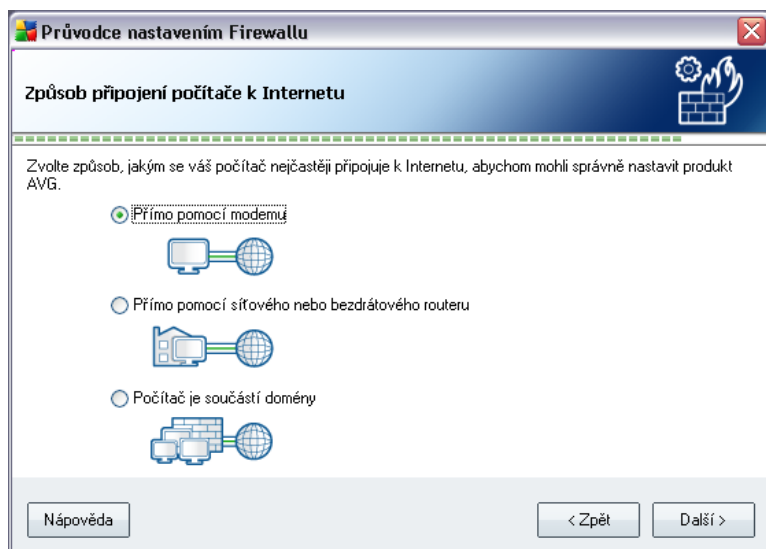 Průvodce nastavením Firewallu
Způsob připojení počítače k Internetu
Zvolte způsob, jakým se váš počítač nejčastěji připojuje k Internetu, abychom mohli správně nastavit produkt
AVG.
Přímo pomocí modemu
Přímo pomocí síťového nebo bezdrátového routeru
Počítač je součástí domény
Nápověda
< Zpět
Další >